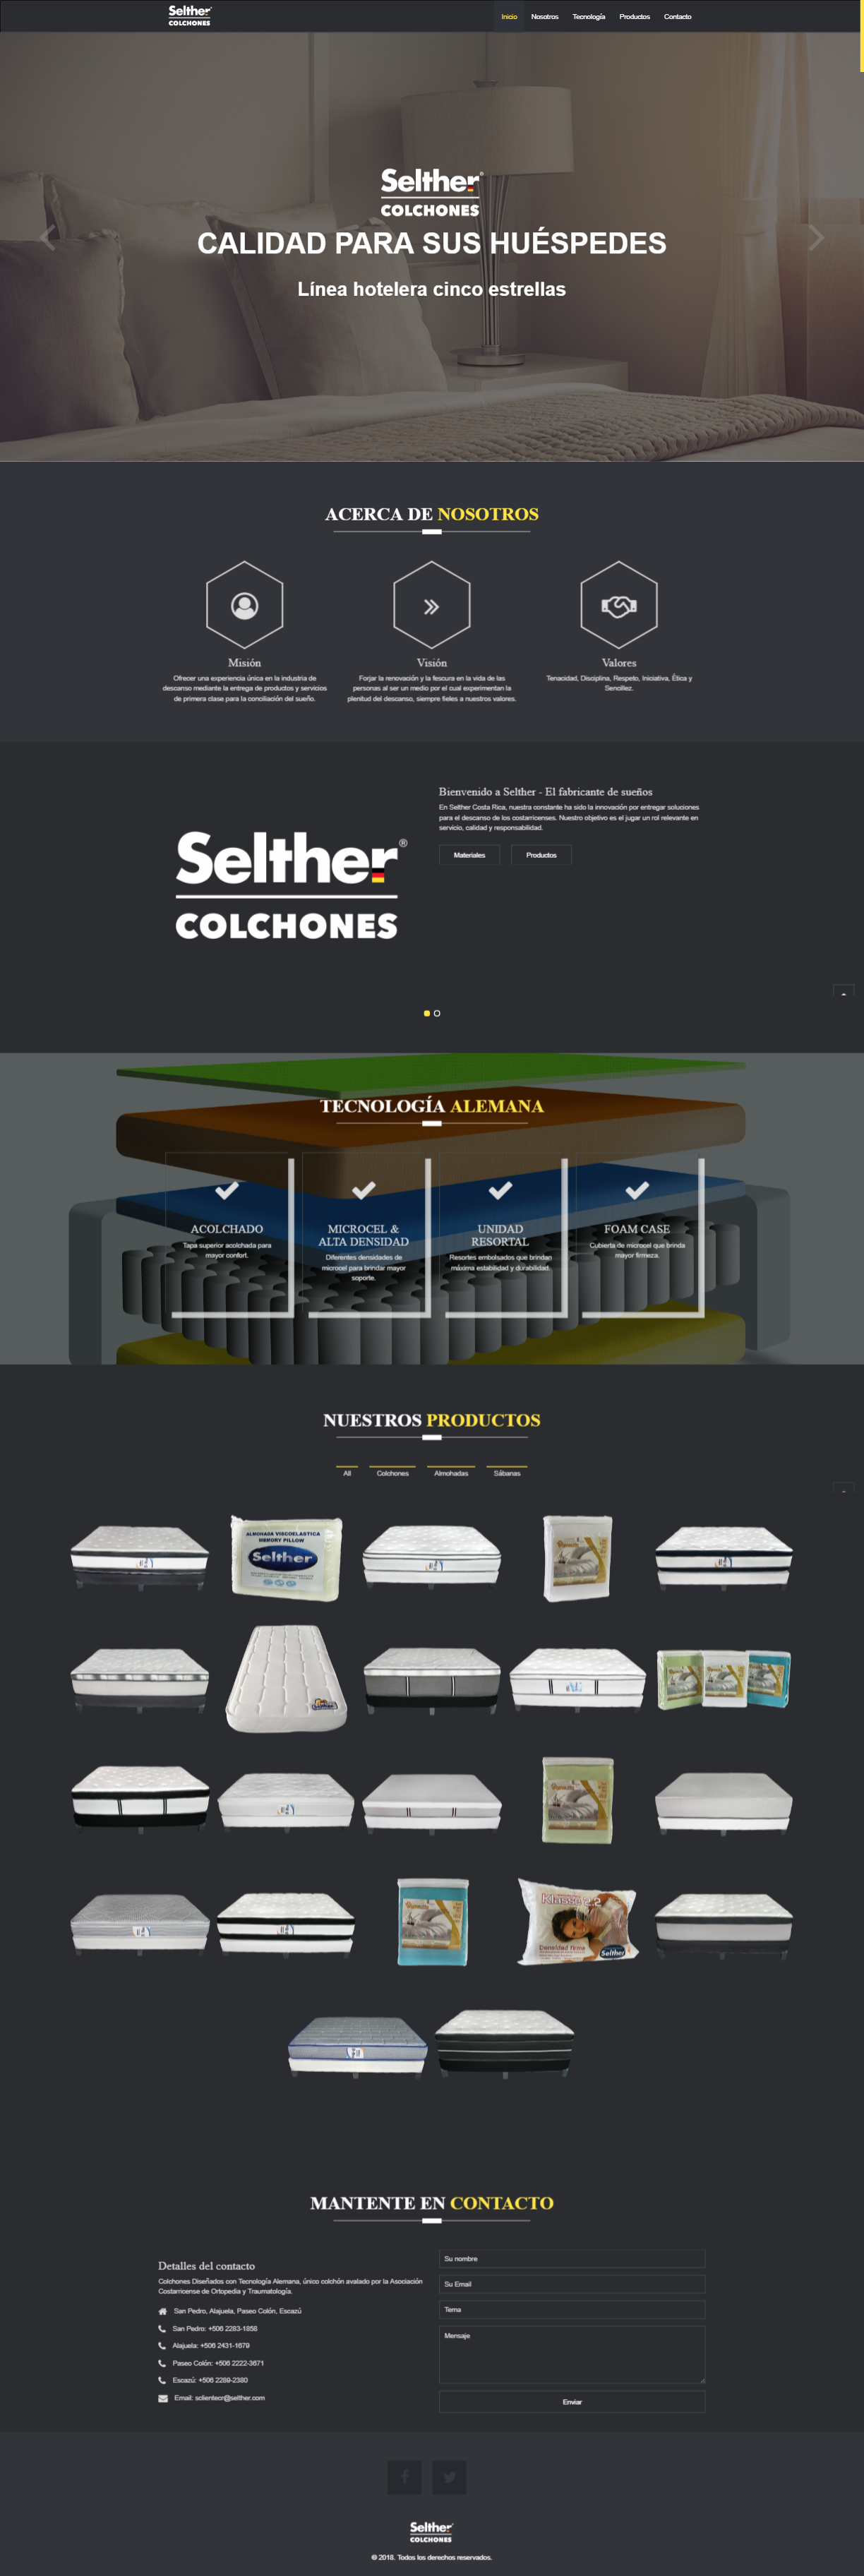 Selther
COLCHONES
Inicio Nosotros Tecnología Productos Contacto
Selther®
COLCHONES
CALIDAD PARA SUS HUÉSPEDES
Línea hotelera cinco estrellas
ACERCA DE NOSOTROS
Misión
Ofrecer una experiencia única en la industria de
descanso mediante la entrega de productos y servicios
de primera clase para la conciliación del sueño.
Visión
Forjar la renovación y la frescura en la vida de las
personas al ser un medio por el cual experimentan la
plenitud del descanso, siempre fieles a nuestros valores.
Valores
Tenacidad, Disciplina, Respeto, Iniciativa, Ética y
Sencillez.
Selther®
COLCHONES
Bienvenido a Selther - El fabricante de sueños
En Selther Costa Rica, nuestra constante ha sido la innovación por entregar soluciones
para el descanso de los costarricenses. Nuestro objetivo es el jugar un rol relevante en
servicio, calidad y responsabilidad.
Materiales Productos
TECNOLOGÍA ALEMANA
ACOLCHADO
Tapa superior acolchada para
mayor confort.
MICROCEL &
ALTA DENSIDAD
Diferentes densidades de
microcel para brindar mayor
soporte.
UNIDAD
RESORTAL
Resortes embolsados que brindan
máxima estabilidad y durabilidad.
FOAM CASE
Cubierta de microcel que brinda
mayor firmeza.
NUESTROS PRODUCTOS
All Colchones Almohadas Sábanas
ALMOHADA VISCOELASTICA
MEMORY PILLOW
Selther
Klasse
Densidad firme
Selther
MANTENTE EN CONTACTO
Detalles del contacto
Colchones Diseñados con Tecnología Alemana, único colchón avalado por la Asociación
Costarricense de Ortopedia y Traumatología.
San Pedro, Alajuela, Paseo Colón, Escazú
San Pedro: +506 2283-1858
Alajuela: +506 2431-1679
Paseo Colón: +506 2222-3671
Escazú: +506 2289-2380
Email: sclientecr@selther.com
Su nombre
Su Email
Tema
Mensaje
Enviar
Selther
COLCHONES
© 2018. Todos los derechos reservados.